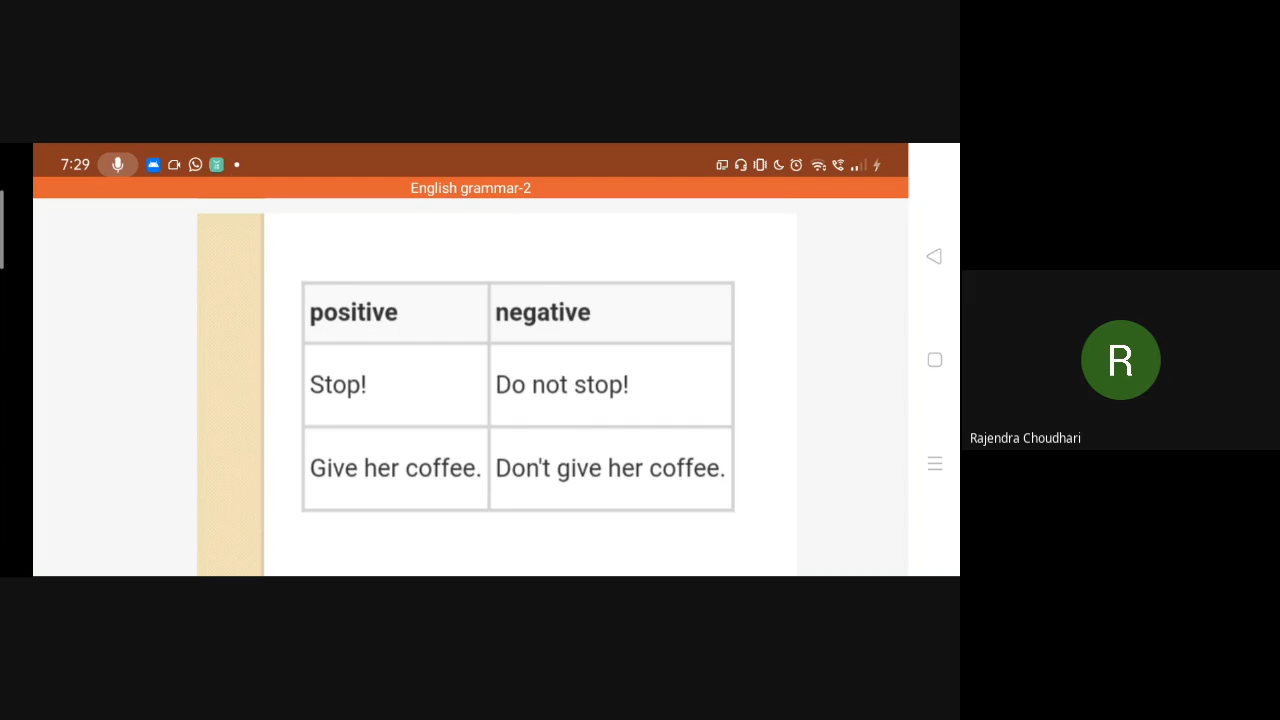 7:29
English grammar-2
positive negative
Stop! Do not stop!
Give her coffee. Don't give her coffee.
R
Rajendra Choudhari